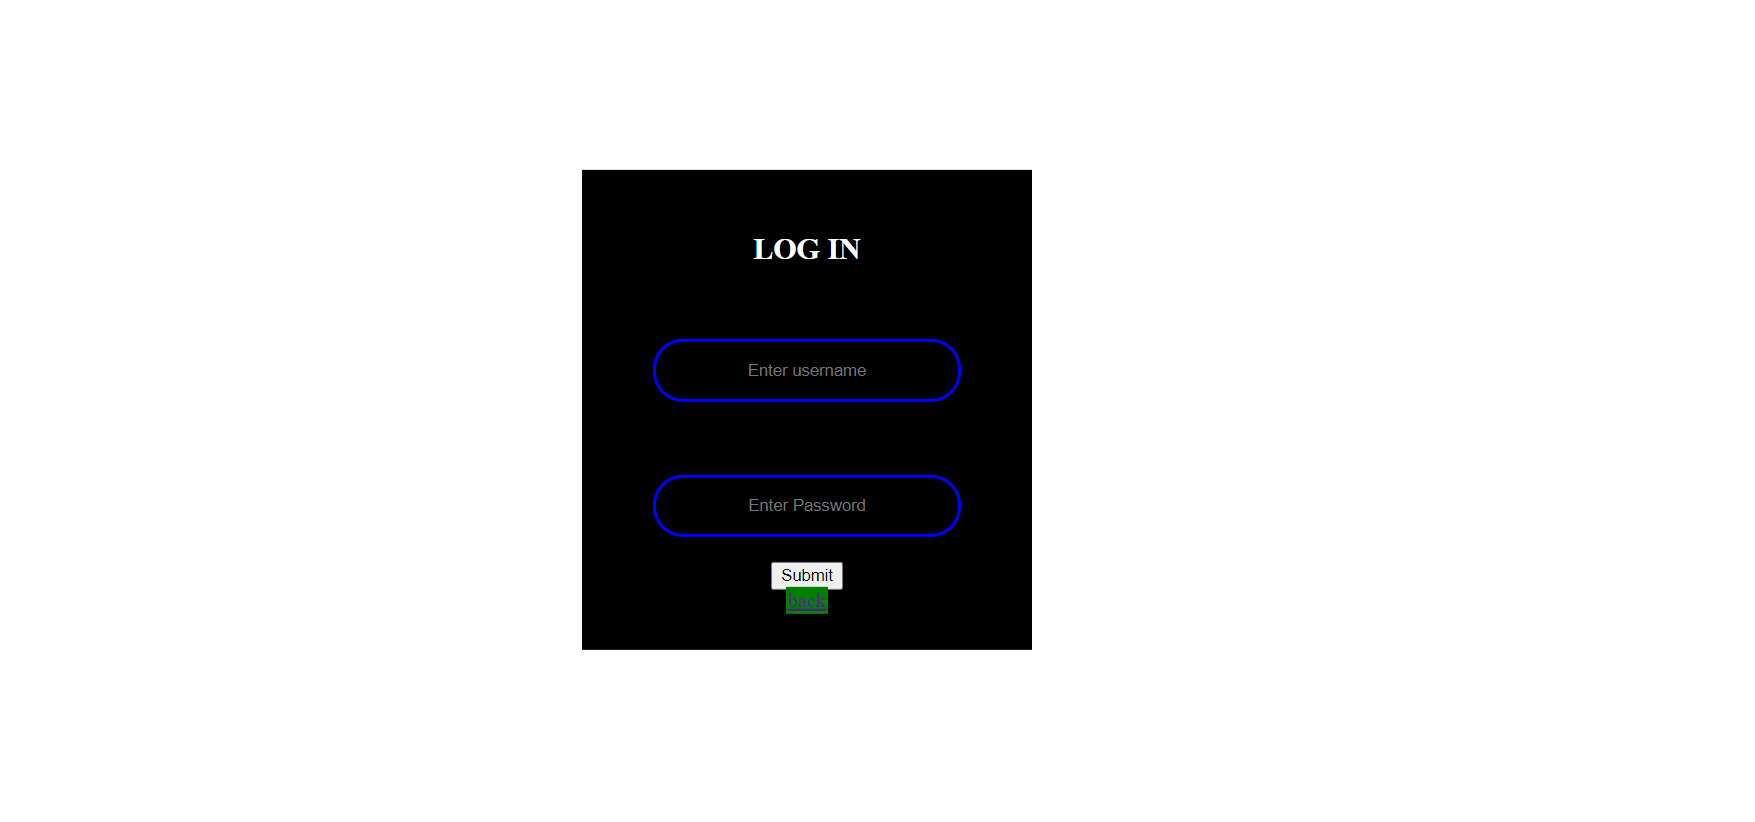 LOG IN
Enter username
Enter Password
Submit
back